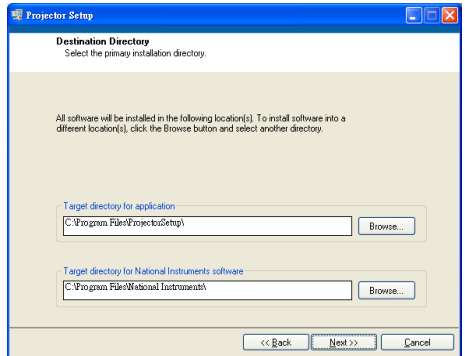 Projector Setup
Destination Directory
Select the primary installation directory.
All software will be installed in the following location(s). To install software into a
different location(s), click the Browse button and select another directory.
Target directory for application
C:\Program Files\ProjectorSetup\
Browse...
Target directory for National Instruments software
C:\Program Files\National Instruments\
Browse...
<< Back
Next >>
Cancel